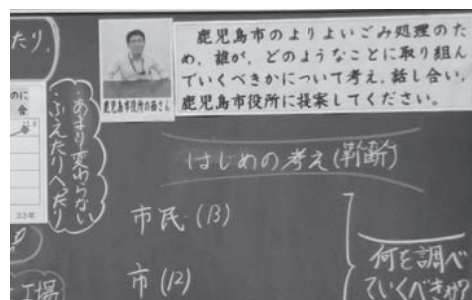 たり、
鹿児島市のよりよいごみ処理のた
め、誰が、どのようなことに取り組ん
でいくべきかについて考え、話し合い、
鹿児島市役所に提案してください。
鹿児島市役所の西さん
・あまり変わらない
・ふえたりへったり
33年
はじめの考え(判断)
市民(13)
市(12)
何を調べ
ていくべきか?
工場